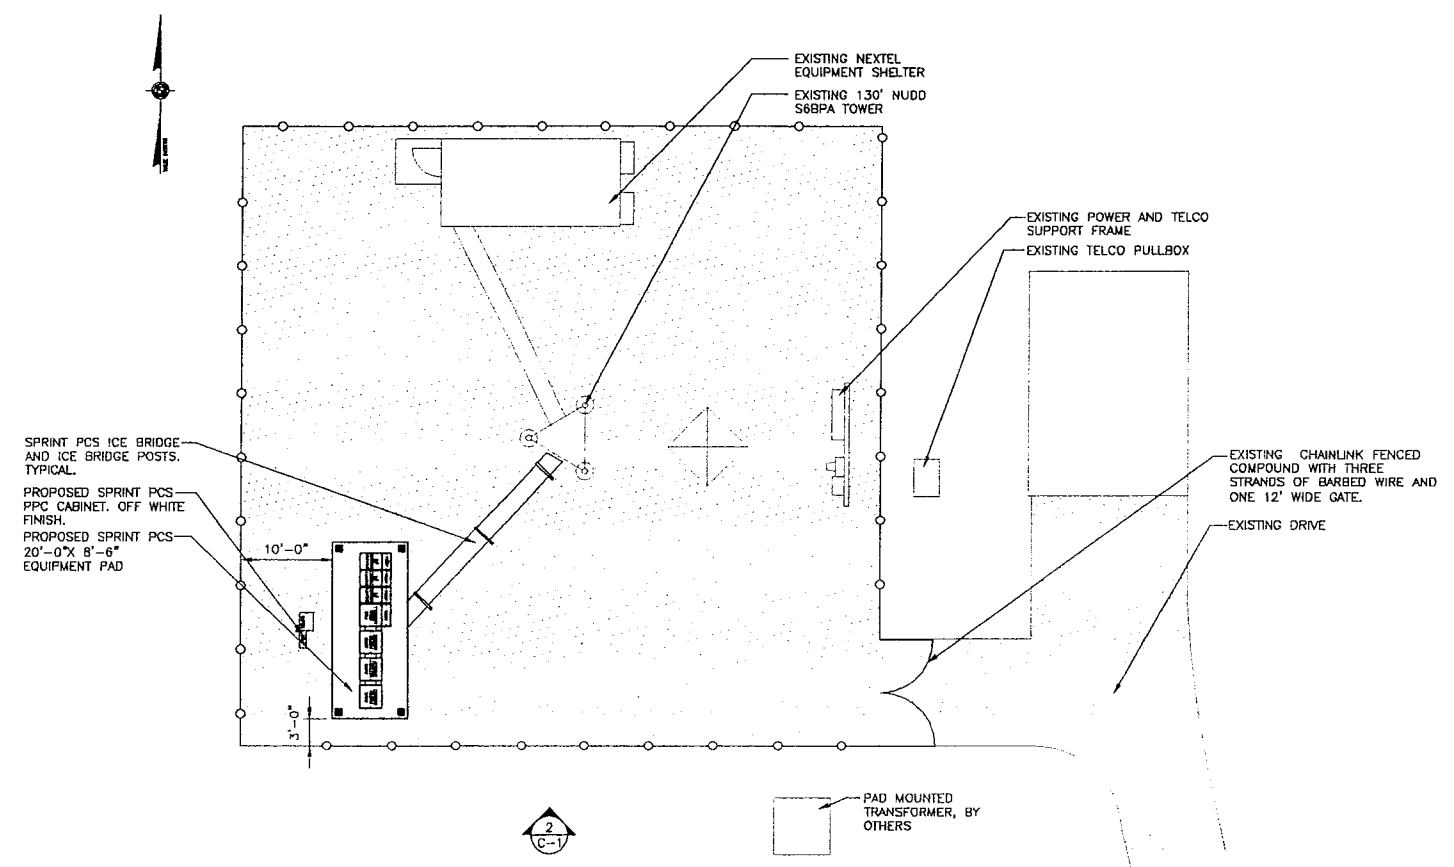 EXISTING NEXTEL
EQUIPMENT SHELTER
EXISTING 130' NUDD
S6BPA TOWER
EXISTING POWER AND TELCO
SUPPORT FRAME
EXISTING TELCO PULLBOX
SPRINT PCS ICE BRIDGE
AND ICE BRIDGE POSTS.
TYPICAL.
PROPOSED SPRINT PCS
PPC CABINET. OFF WHITE
FINISH.
PROPOSED SPRINT PCS
20'-0"X 8'-6"
EQUIPMENT PAD
10'-0"
3'-0"
EXISTING CHAINLINK FENCED
COMPOUND WITH THREE
STRANDS OF BARBED WIRE AND
ONE 12' WIDE GATE.
EXISTING DRIVE
PAD MOUNTED
TRANSFORMER, BY
OTHERS
2
C-1
TRUE NORTH